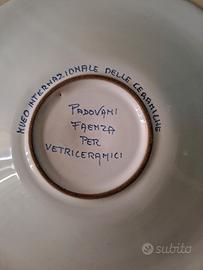 MUSEO INTERNAZIONALE DELLE CERAMICHE
PADOVANI
FAENZA
PER
VETRICERAMICI
subito